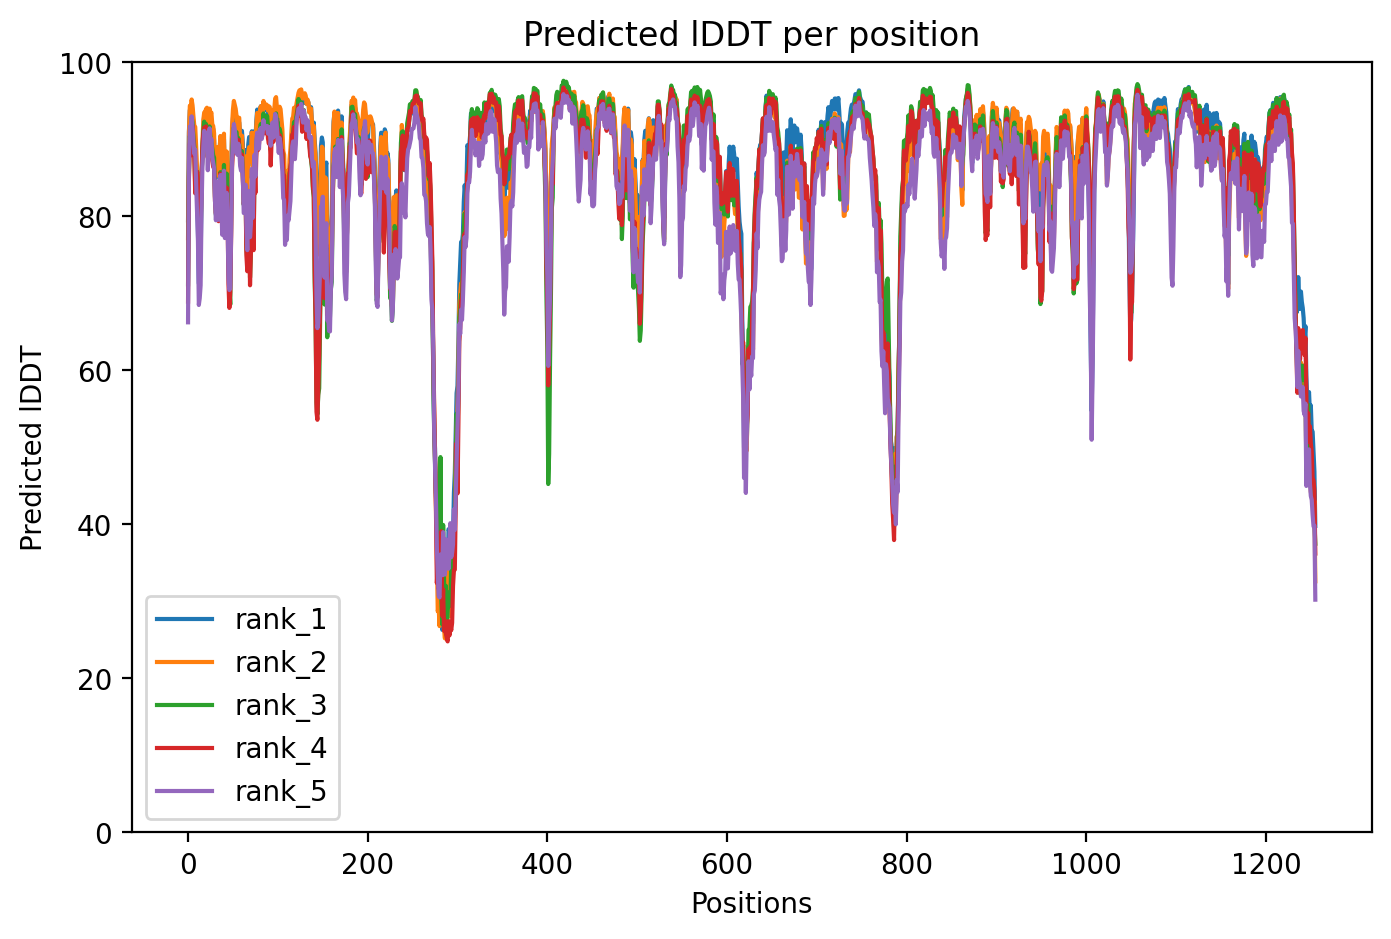 Predicted lDDT per position
100
80
60
40
20
0
Predicted lDDT
rank_1
rank_2
rank_3
rank_4
rank_5
0 200 400 600 800 1000 1200
Positions